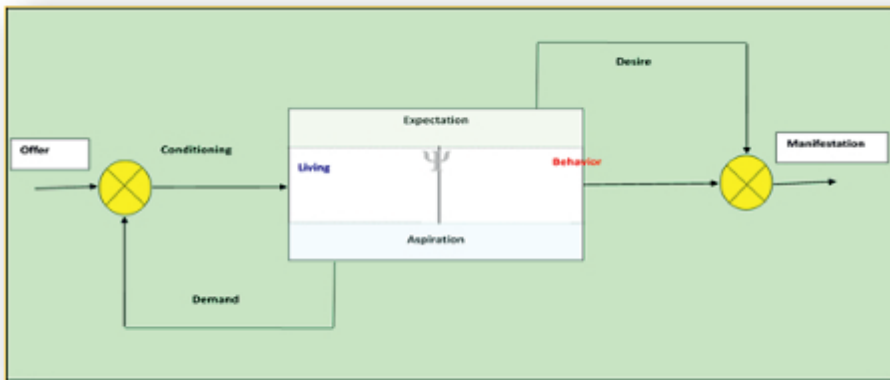 Desire
Expectation
Offer
Conditioning
Manifestation
Living
Ψ
Behavior
Aspiration
Demand